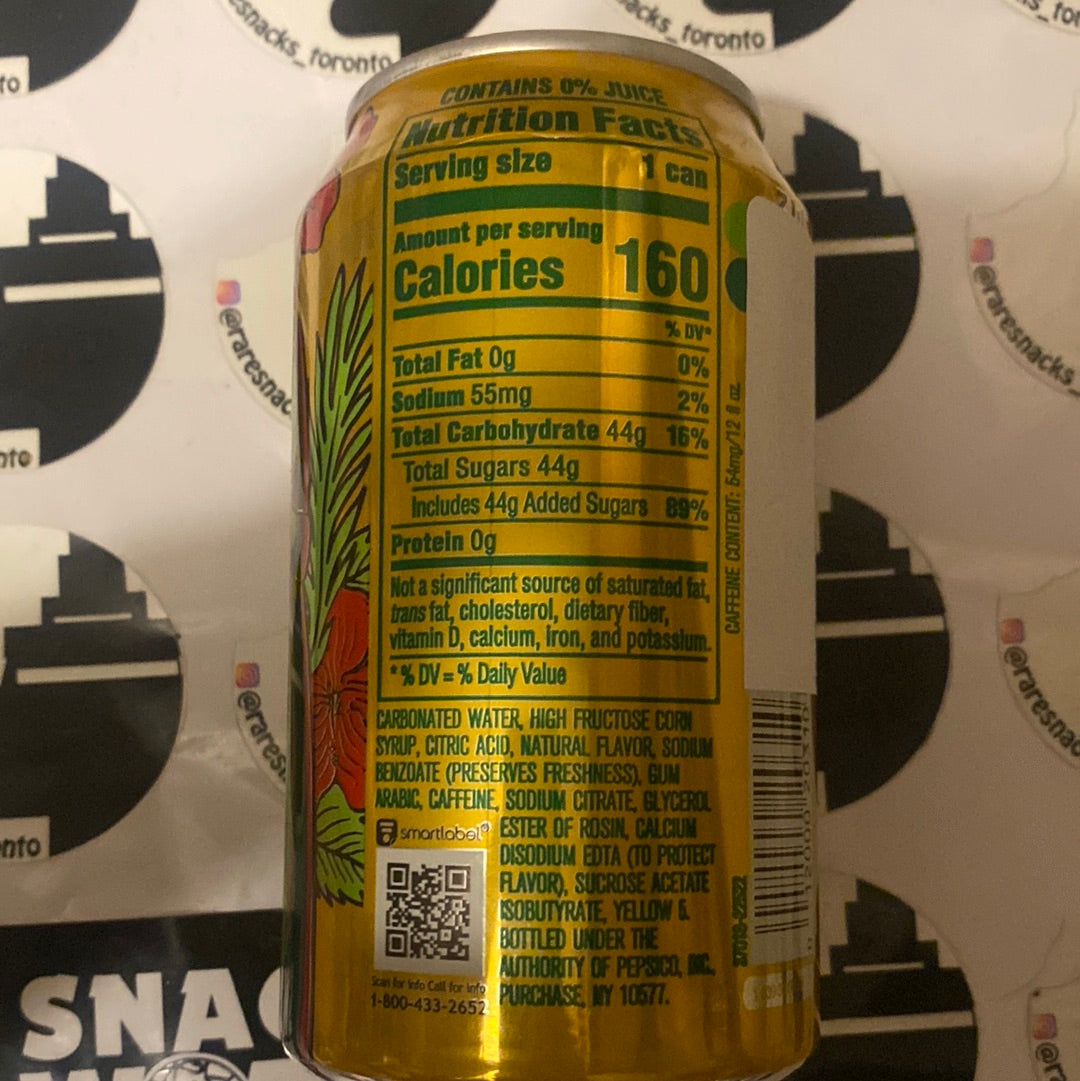 CONTAINS 0% JUICE
Nutrition Facts
Serving size 1 can
Amount per serving
Calories 160
% DV*
Total Fat 0g 0%
Sodium 55mg 2%
Total Carbohydrate 44g 16%
Total Sugars 44g
Includes 44g Added Sugars 89%
Protein 0g
Not a significant source of saturated fat,
trans fat, cholesterol, dietary fiber,
vitamin D, calcium, iron, and potassium.
*% DV = % Daily Value
CARBONATED WATER, HIGH FRUCTOSE CORN
SYRUP, CITRIC ACID, NATURAL FLAVOR, SODIUM
BENZOATE (PRESERVES FRESHNESS), GUM
ARABIC, CAFFEINE, SODIUM CITRATE, GLYCEROL
ESTER OF ROSIN, CALCIUM
DISODIUM EDTA (TO PROTECT
FLAVOR), SUCROSE ACETATE
ISOBUTYRATE, YELLOW 5.
BOTTLED UNDER THE
AUTHORITY OF PEPSICO, INC.,
PURCHASE, NY 10577.
smartlabel®
Scan for info Call for info
1-800-433-2652
CAFFEINE CONTENT: 54mg/12 fl oz.
esnacks_toronto
acks_toronto
@raresnac
@raresnacks_
@raresn
@raresna
onto
SNAC